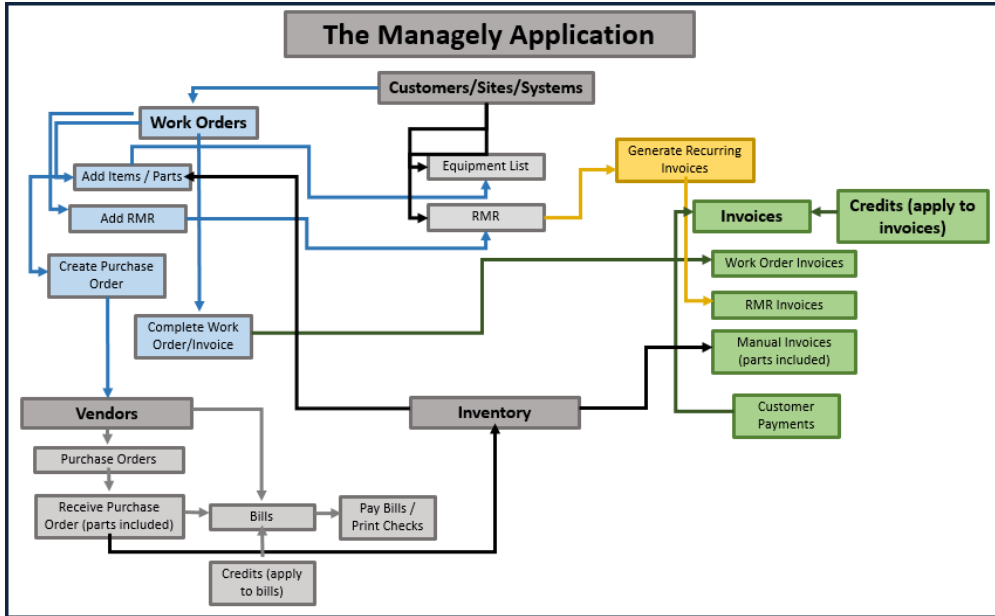 The Managely Application
Customers/Sites/Systems
Work Orders
Add Items / Parts
Equipment List
Generate Recurring
Invoices
Add RMR
RMR
Invoices
Credits (apply to
invoices)
Create Purchase
Order
Work Order Invoices
RMR Invoices
Complete Work
Order/Invoice
Manual Invoices
(parts included)
Vendors
Inventory
Customer
Payments
Purchase Orders
Receive Purchase
Order (parts included)
Bills
Pay Bills /
Print Checks
Credits (apply
to bills)